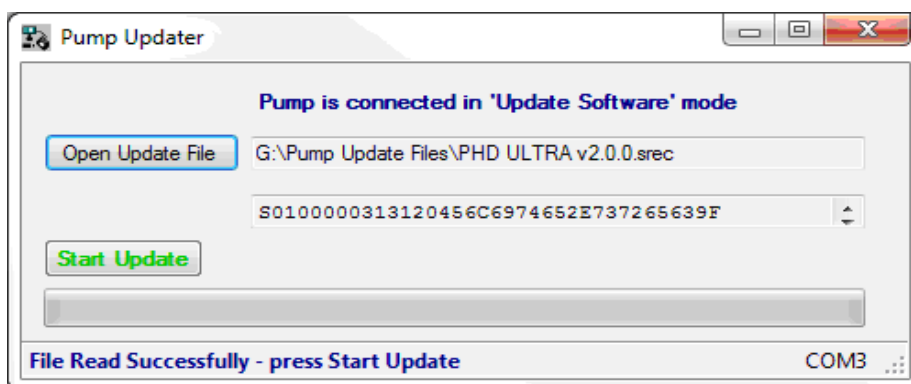 Pump Updater
Pump is connected in 'Update Software' mode
Open Update File G:\Pump Update Files\PHD ULTRA v2.0.0.srec
S0100000313120456C6974652E737265639F
Start Update
File Read Successfully - press Start Update COM3